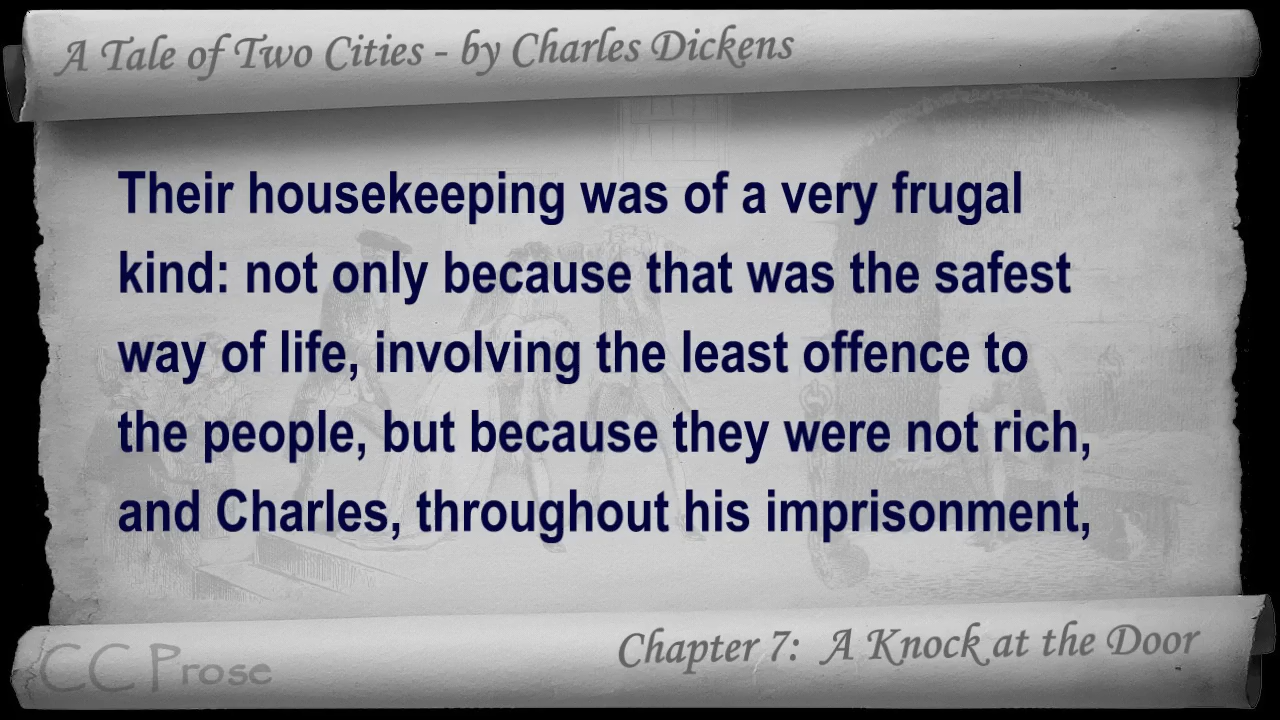 A Tale of Two Cities - by Charles Dickens
Their housekeeping was of a very frugal
kind: not only because that was the safest
way of life, involving the least offence to
the people, but because they were not rich,
and Charles, throughout his imprisonment,
Chapter 7: A Knock at the Door
CC Prose